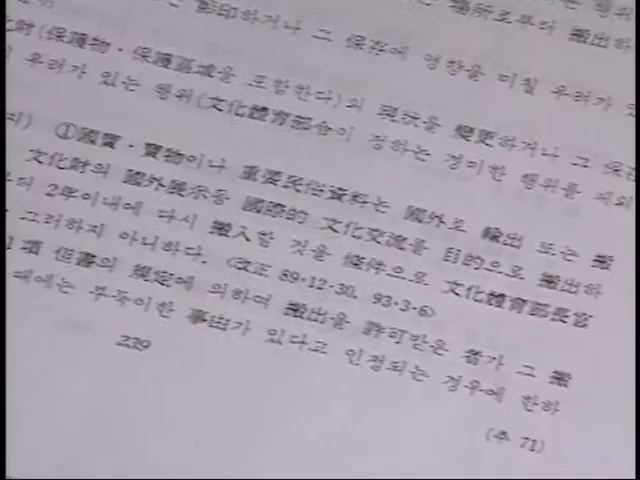 場所로부터 搬出하
影印하거나 그 保存에 영향을 미칠 우려가 있
財(保護物·保護區域을 포함한다)의 現狀을 變更하거나 그 保存
우려가 있는 행위(文化體育部令이 정하는 경미한 행위를 제외
①國寶·寶物이나 重要民俗資料는 國外로 輸出 또는 搬
文化財의 國外展示등 國際的 文化交流를 目的으로 搬出하
2年이내에 다시 搬入할 것을 條件으로 文化體育部長官
그러하지 아니하다. 〈改正 89·12·30, 93·3·6〉
項 但書의 規定에 의하여 搬出을 許可받은 者가 그 搬
때에는 부득이한 事由가 있다고 인정되는 경우에 한하
239
(추 71)